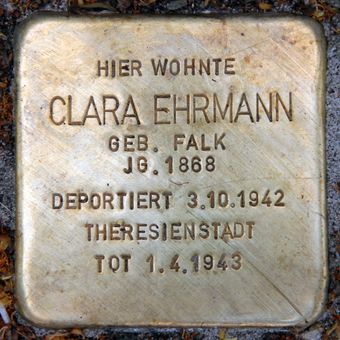 HIER WOHNTE
CLARA EHRMANN
GEB. FALK
JG. 1868
DEPORTIERT 3.10.1942
THERESIENSTADT
TOT 1.4.1943